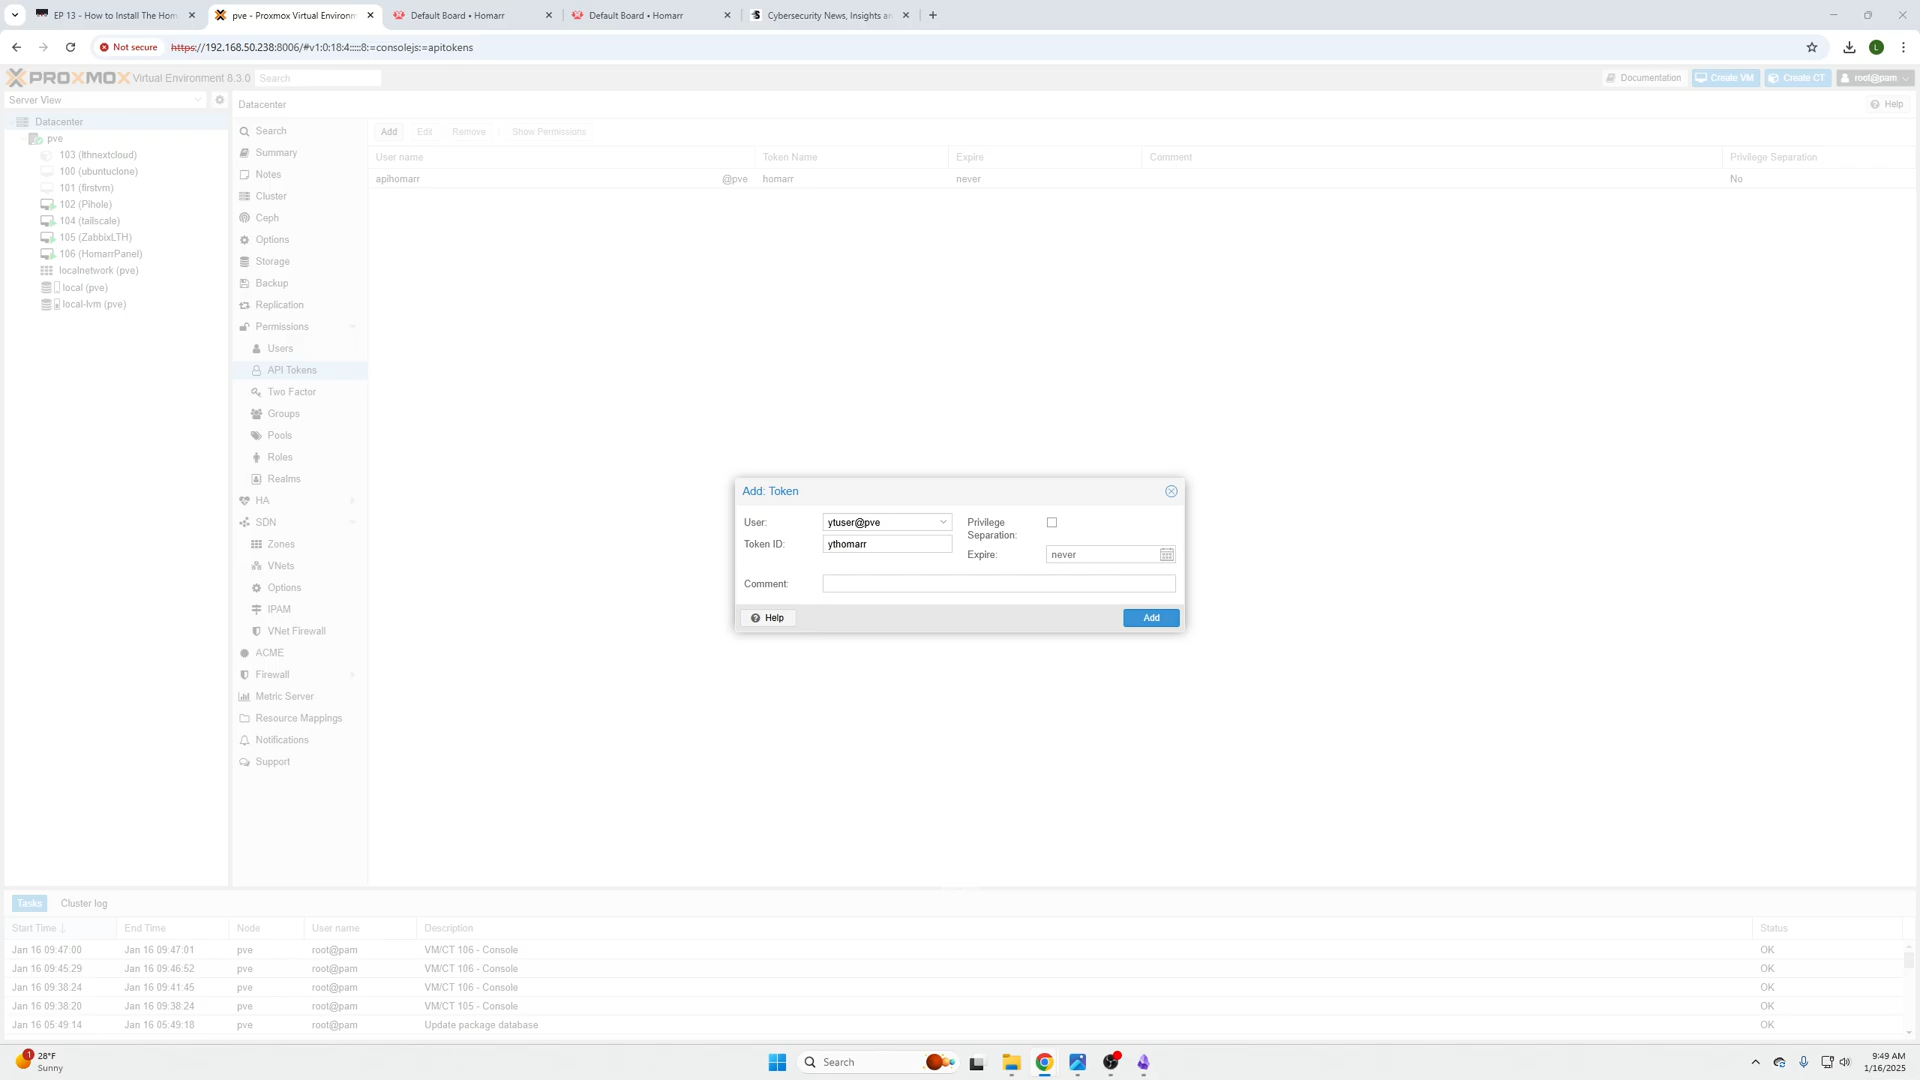 EP 13 - How to Install The Hom
pve - Proxmox Virtual Environm
Default Board • Homarr
Default Board • Homarr
Cybersecurity News, Insights an
Not secure
https://192.168.50.238:8006/#v1:0:18:4:::::8:=consolejs:=apitokens
L
PROXMOX Virtual Environment 8.3.0
Search
Documentation
Create VM
Create CT
root@pam
Server View
Datacenter
Help
Datacenter
pve
103 (lthnextcloud)
100 (ubuntuclone)
101 (firstvm)
102 (Pihole)
104 (tailscale)
105 (ZabbixLTH)
106 (HomarrPanel)
localnetwork (pve)
local (pve)
local-lvm (pve)
Search
Summary
Notes
Cluster
Ceph
Options
Storage
Backup
Replication
Permissions
Users
API Tokens
Two Factor
Groups
Pools
Roles
Realms
HA
SDN
Zones
VNets
Options
IPAM
VNet Firewall
ACME
Firewall
Metric Server
Resource Mappings
Notifications
Support
Add Edit Remove Show Permissions
User name Token Name Expire Comment Privilege Separation
apihomarr @pve homarr never No
Add: Token
User: ytuser@pve
Token ID: ythomarr
Privilege
Separation:
Expire: never
Comment:
Help
Add
Tasks Cluster log
Start Time End Time Node User name Description Status
Jan 16 09:47:00 Jan 16 09:47:01 pve root@pam VM/CT 106 - Console OK
Jan 16 09:45:29 Jan 16 09:46:52 pve root@pam VM/CT 106 - Console OK
Jan 16 09:38:24 Jan 16 09:41:45 pve root@pam VM/CT 106 - Console OK
Jan 16 09:38:20 Jan 16 09:38:24 pve root@pam VM/CT 105 - Console OK
Jan 16 05:49:14 Jan 16 05:49:18 pve root@pam Update package database OK
1
28°F
Sunny
Search
9:49 AM
1/16/2025